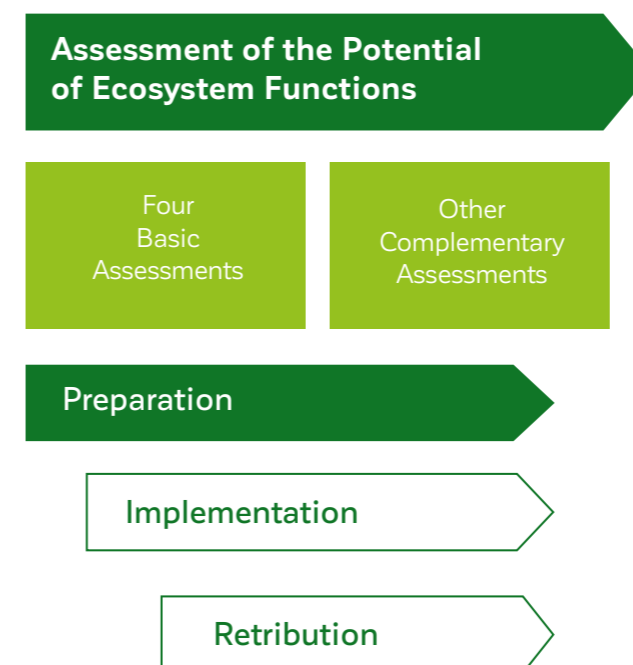 Assessment of the Potential
of Ecosystem Functions
Four
Basic
Assessments
Other
Complementary
Assessments
Preparation
Implementation
Retribution